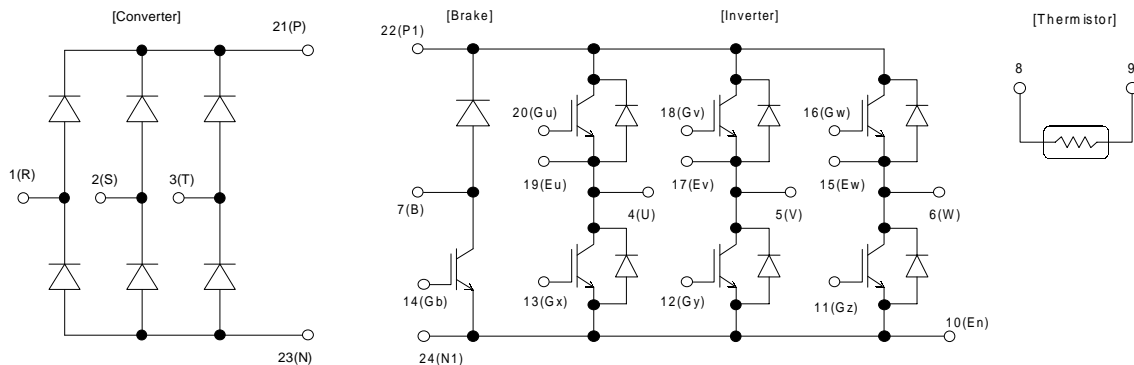 [Converter]
[Brake]
[Inverter]
[Thermistor]
21(P)
22(P1)
8
9
20(Gu)
18(Gv)
16(Gw)
1(R)
2(S)
3(T)
19(Eu)
17(Ev)
15(Ew)
7(B)
4(U)
5(V)
6(W)
14(Gb)
13(Gx)
12(Gy)
11(Gz)
10(En)
23(N)
24(N1)